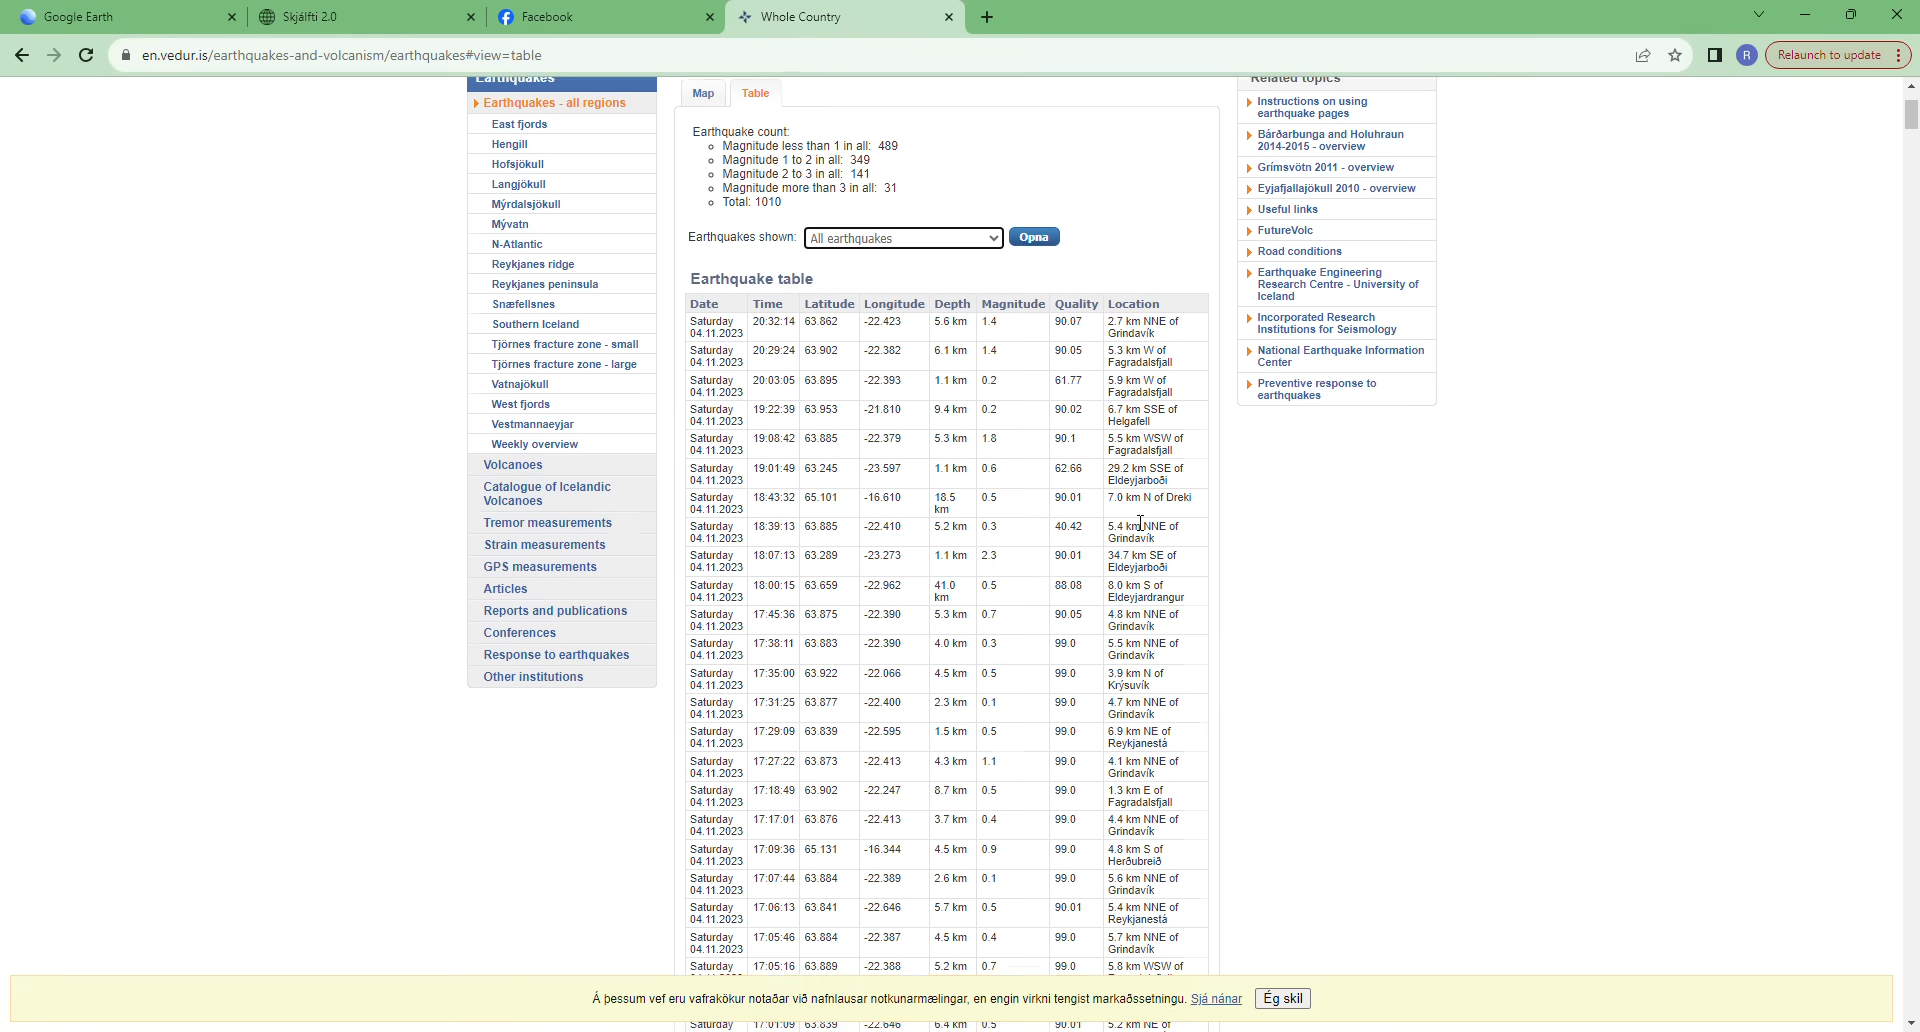 Google Earth
Skjálfti 2.0
Facebook
Whole Country
en.vedur.is/earthquakes-and-volcanism/earthquakes#view=table
R
Relaunch to update
Earthquakes
Earthquakes - all regions
East fjords
Hengill
Hofsjökull
Langjökull
Mýrdalsjökull
Mývatn
N-Atlantic
Reykjanes ridge
Reykjanes peninsula
Snæfellsnes
Southern Iceland
Tjörnes fracture zone - small
Tjörnes fracture zone - large
Vatnajökull
West fjords
Vestmannaeyjar
Weekly overview
Volcanoes
Catalogue of Icelandic
Volcanoes
Tremor measurements
Strain measurements
GPS measurements
Articles
Reports and publications
Conferences
Response to earthquakes
Other institutions
Map Table
Earthquake count:
Magnitude less than 1 in all: 489
Magnitude 1 to 2 in all: 349
Magnitude 2 to 3 in all: 141
Magnitude more than 3 in all: 31
Total: 1010
Earthquakes shown: All earthquakes Opna
Earthquake table
Date Time Latitude Longitude Depth Magnitude Quality Location
Saturday 20:32:14 63.862 -22.423 5.6 km 1.4 90.07 2.7 km NNE of
04.11.2023 Grindavík
Saturday 20:29:24 63.902 -22.382 6.1 km 1.4 90.05 5.3 km W of
04.11.2023 Fagradalsfjall
Saturday 20:03:05 63.895 -22.393 1.1 km 0.2 61.77 5.9 km W of
04.11.2023 Fagradalsfjall
Saturday 19:22:39 63.953 -21.810 9.4 km 0.2 90.02 6.7 km SSE of
04.11.2023 Helgafell
Saturday 19:08:42 63.885 -22.379 5.3 km 1.8 90.1 5.5 km WSW of
04.11.2023 Fagradalsfjall
Saturday 19:01:49 63.245 -23.597 1.1 km 0.6 62.66 29.2 km SSE of
04.11.2023 Eldeyjarboði
Saturday 18:43:32 65.101 -16.610 18.5 0.5 90.01 7.0 km N of Dreki
04.11.2023 km
Saturday 18:39:13 63.885 -22.410 5.2 km 0.3 40.42 5.4 km NNE of
04.11.2023 Grindavík
Saturday 18:07:13 63.289 -23.273 1.1 km 2.3 90.01 34.7 km SE of
04.11.2023 Eldeyjarboði
Saturday 18:00:15 63.659 -22.962 41.0 0.5 88.08 8.0 km S of
04.11.2023 km Eldeyjardrangur
Saturday 17:45:36 63.875 -22.390 5.3 km 0.7 90.05 4.8 km NNE of
04.11.2023 Grindavík
Saturday 17:38:11 63.883 -22.390 4.0 km 0.3 99.0 5.5 km NNE of
04.11.2023 Grindavík
Saturday 17:35:00 63.922 -22.066 4.5 km 0.5 99.0 3.9 km N of
04.11.2023 Krýsuvík
Saturday 17:31:25 63.877 -22.400 2.3 km 0.1 99.0 4.7 km NNE of
04.11.2023 Grindavík
Saturday 17:29:09 63.839 -22.595 1.5 km 0.5 99.0 6.9 km NE of
04.11.2023 Reykjanestá
Saturday 17:27:22 63.873 -22.413 4.3 km 1.1 99.0 4.1 km NNE of
04.11.2023 Grindavík
Saturday 17:18:49 63.902 -22.247 8.7 km 0.5 99.0 1.3 km E of
04.11.2023 Fagradalsfjall
Saturday 17:17:01 63.876 -22.413 3.7 km 0.4 99.0 4.4 km NNE of
04.11.2023 Grindavík
Saturday 17:09:36 65.131 -16.344 4.5 km 0.9 99.0 4.8 km S of
04.11.2023 Herðubreið
Saturday 17:07:44 63.884 -22.389 2.6 km 0.1 99.0 5.6 km NNE of
04.11.2023 Grindavík
Saturday 17:06:13 63.841 -22.646 5.7 km 0.5 90.01 5.4 km NNE of
04.11.2023 Reykjanestá
Saturday 17:05:46 63.884 -22.387 4.5 km 0.4 99.0 5.7 km NNE of
04.11.2023 Grindavík
Saturday 17:05:16 63.889 -22.388 5.2 km 0.7 99.0 5.8 km WSW of
Saturday 17:01:09 63.839 -22.646 6.4 km 0.5 90.01 5.2 km NE of
Related topics
Instructions on using
earthquake pages
Bárðarbunga and Holuhraun
2014-2015 - overview
Grímsvötn 2011 - overview
Eyjafjallajökull 2010 - overview
Useful links
FutureVolc
Road conditions
Earthquake Engineering
Research Centre - University of
Iceland
Incorporated Research
Institutions for Seismology
National Earthquake Information
Center
Preventive response to
earthquakes
Á þessum vef eru vafrakökur notaðar við nafnlausar notkunarmælingar, en engin virkni tengist markaðssetningu. Sjá nánar Ég skil